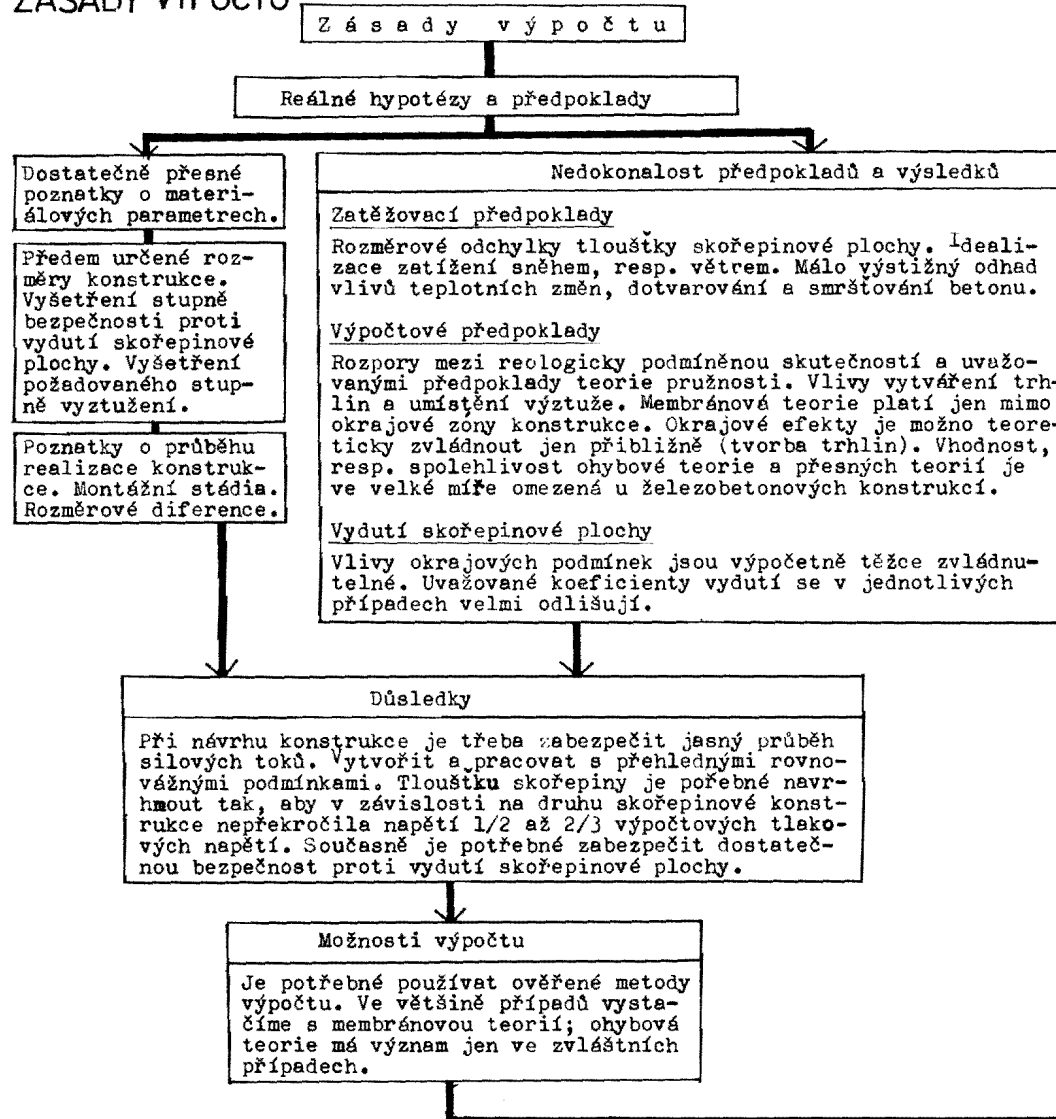 ZÁSADY VÝPOČTU
Zásady výpočtu
Reálné hypotézy a předpoklady
Dostatečně přesné
poznatky o materi-
álových parametrech.
Předem určené roz-
měry konstrukce.
Vyšetření stupně
bezpečnosti proti
vydutí skořepinové
plochy. Vyšetření
požadovaného stup-
ně vyztužení.
Poznatky o průběhu
realizace konstruk-
ce. Montážní stádia.
Rozměrové diference.
Nedokonalost předpokladů a výsledků
Zatěžovací předpoklady
Rozměrové odchylky tloušťky skořepinové plochy. Ideali-
zace zatížení sněhem, resp. větrem. Málo výstižný odhad
vlivů teplotních změn, dotvarování a smršťování betonu.
Výpočtové předpoklady
Rozpory mezi reologicky podmíněnou skutečností a uvažo-
vanými předpoklady teorie pružnosti. Vlivy vytváření trh-
lin a umístění výztuže. Membránová teorie platí jen mimo
okrajové zóny konstrukce. Okrajové efekty je možno teore-
ticky zvládnout jen přibližně (tvorba trhlin). Vhodnost,
resp. spolehlivost ohybové teorie a přesných teorií je
ve velké míře omezená u železobetonových konstrukcí.
Vydutí skořepinové plochy
Vlivy okrajových podmínek jsou výpočetně těžce zvládnu-
telné. Uvažované koeficienty vydutí se v jednotlivých
případech velmi odlišují.
Důsledky
Při návrhu konstrukce je třeba zabezpečit jasný průběh
silových toků. Vytvořit a pracovat s přehlednými rovno-
vážnými podmínkami. Tloušťku skořepiny je pořebné navr-
hmout tak, aby v závislosti na druhu skořepinové konst-
rukce nepřekročila napětí 1/2 až 2/3 výpočtových tlako-
vých napětí. Současně je potřebné zabezpečit dostateč-
nou bezpečnost proti vydutí skořepinové plochy.
Možnosti výpočtu
Je potřebné používat ověřené metody
výpočtu. Ve většině případů vysta-
číme s membránovou teorií; ohybová
teorie má význam jen ve zvláštních
případech.